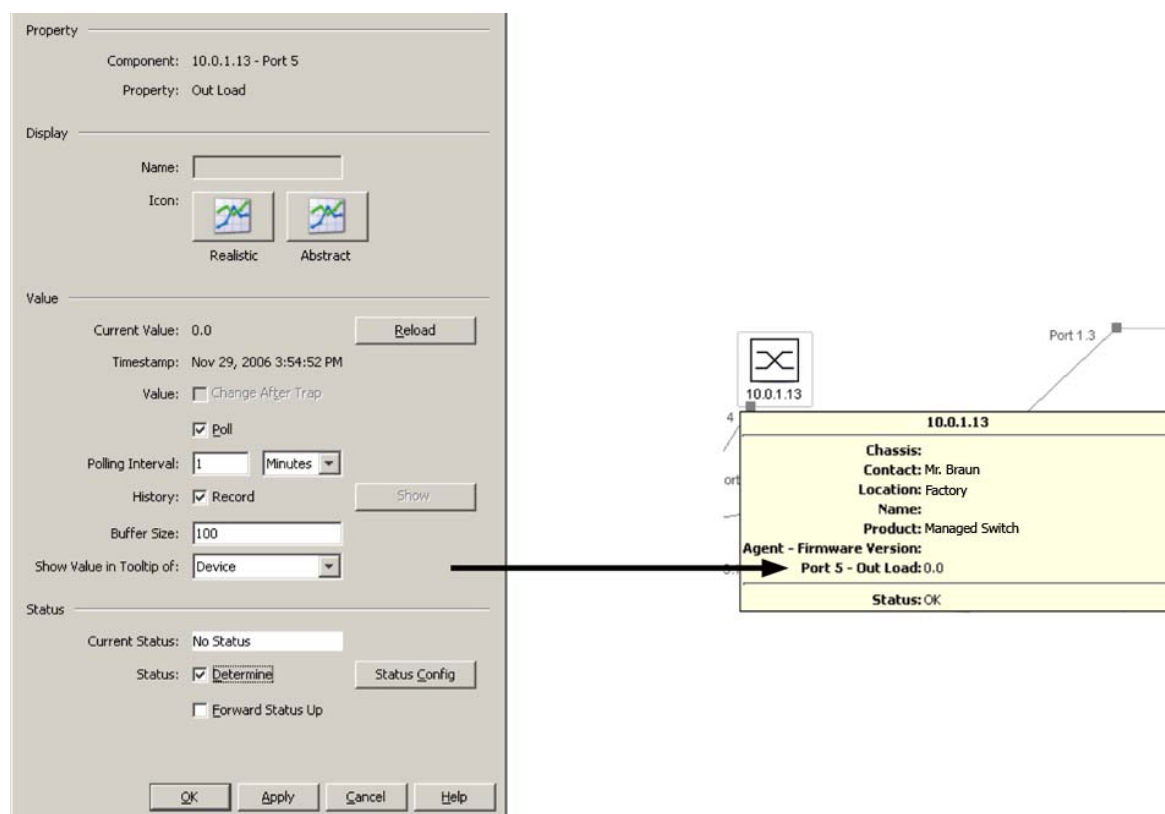 Property
Component: 10.0.1.13 - Port 5
Property: Out Load
Display
Name:
Icon:
Realistic Abstract
Value
Current Value: 0.0 Reload
Timestamp: Nov 29, 2006 3:54:52 PM
Value: Change After Trap
Poll
Polling Interval: 1 Minutes
History: Record Show
Buffer Size: 100
Show Value in Tooltip of: Device
Status
Current Status: No Status
Status: Determine Status Config
Forward Status Up
OK Apply Cancel Help
Port 1.3
10.0.1.13
4
10.0.1.13
Chassis:
Contact: Mr. Braun
ort
Location: Factory
Name:
Product: Managed Switch
Agent - Firmware Version:
Port 5 - Out Load: 0.0
Status: OK